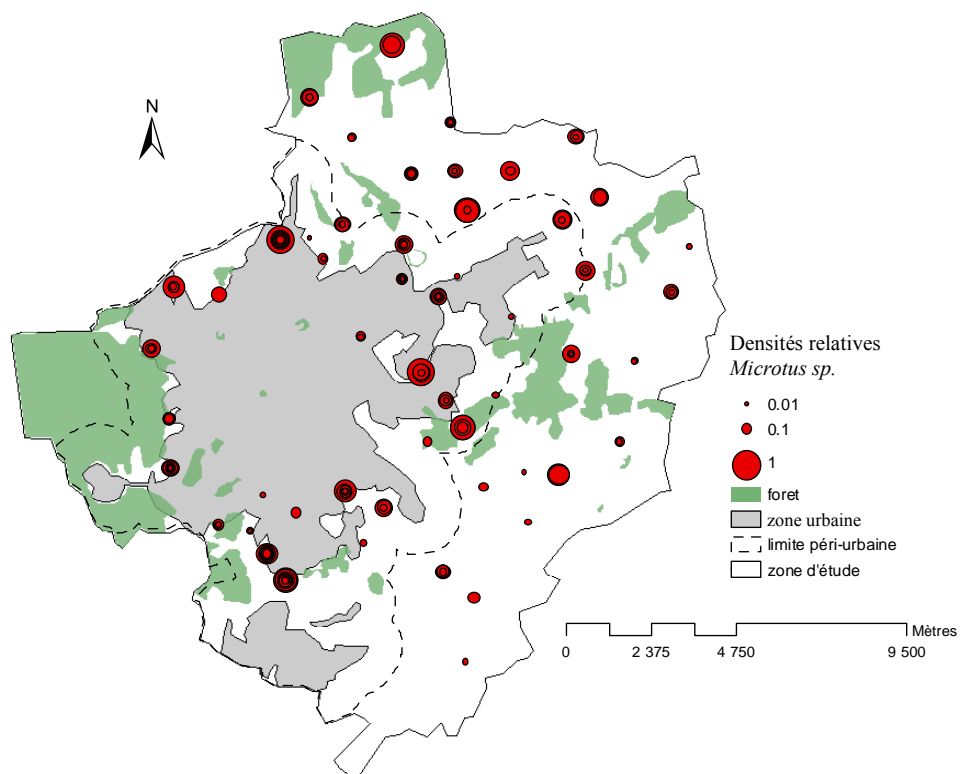 N
Densités relatives
Microtus sp.
0.01
0.1
1
foret
zone urbaine
limite péri-urbaine
zone d'étude
Mètres
0 2 375 4 750 9 500